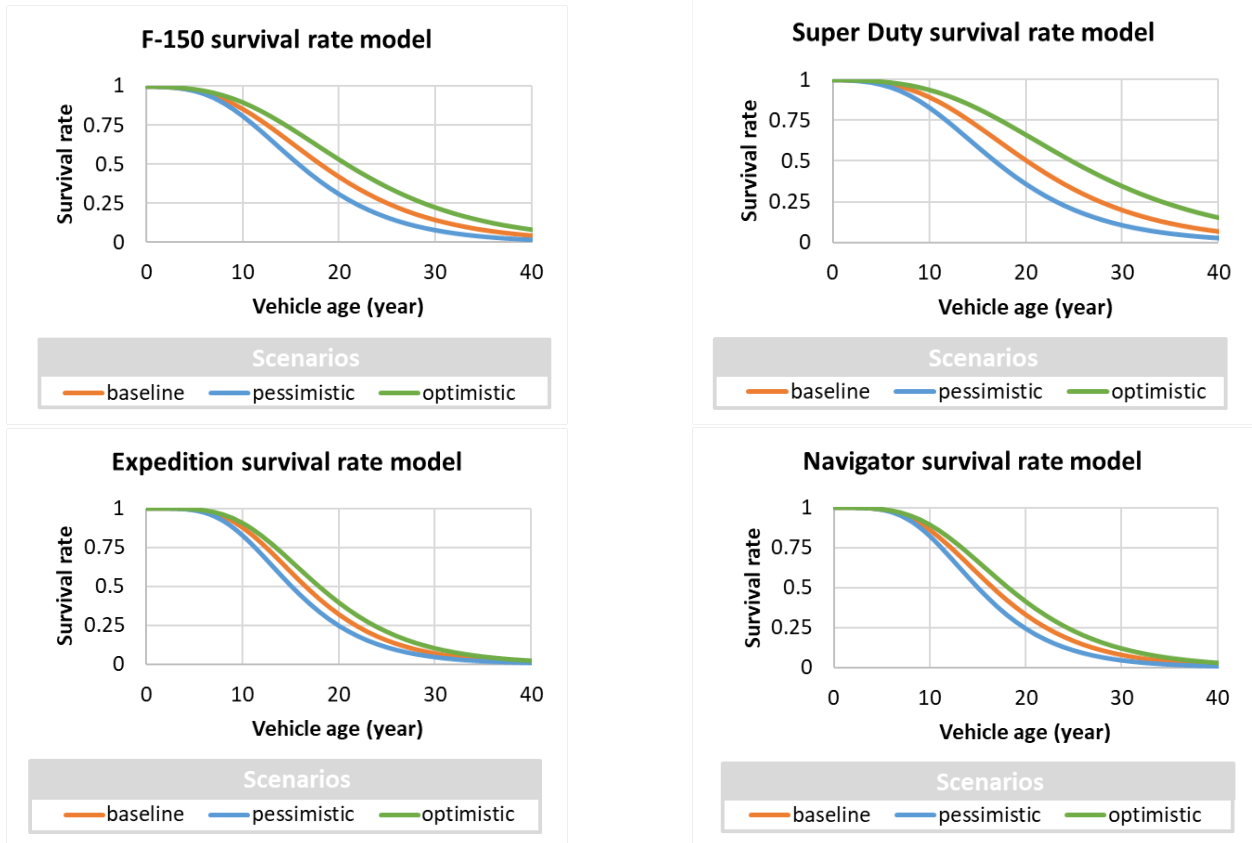 F-150 survival rate model
Survival rate
1
0.75
0.5
0.25
0
0 10 20 30 40
Vehicle age (year)
Scenarios
baseline pessimistic optimistic
Super Duty survival rate model
Survival rate
1
0.75
0.5
0.25
0
0 10 20 30 40
Vehicle age (year)
Scenarios
baseline pessimistic optimistic
Expedition survival rate model
Survival rate
1
0.75
0.5
0.25
0
0 10 20 30 40
Vehicle age (year)
Scenarios
baseline pessimistic optimistic
Navigator survival rate model
Survival rate
1
0.75
0.5
0.25
0
0 10 20 30 40
Vehicle age (year)
Scenarios
baseline pessimistic optimistic